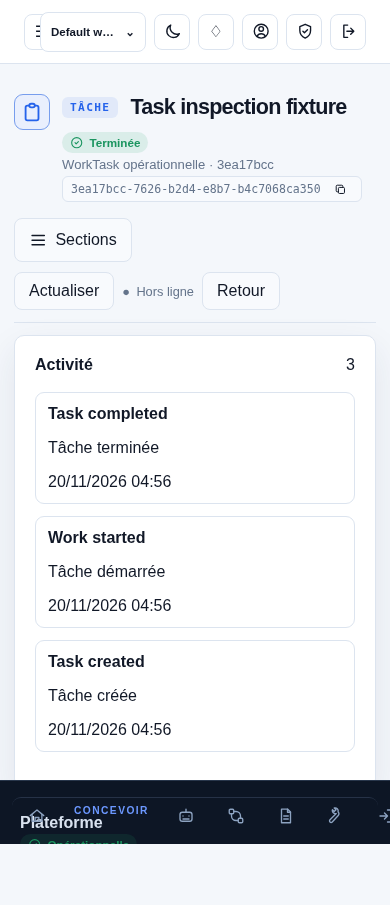 Default w... ⌄
TÂCHE Task inspection fixture
Terminée
WorkTask opérationnelle · 3ea17bcc
3ea17bcc-7626-b2d4-e8b7-b4c7068ca350
Sections
Actualiser ● Hors ligne Retour
Activité 3
Task completed
Tâche terminée
20/11/2026 04:56
Work started
Tâche démarrée
20/11/2026 04:56
Task created
Tâche créée
20/11/2026 04:56
CONCEVOIR
Plateforme
Opérationnelle